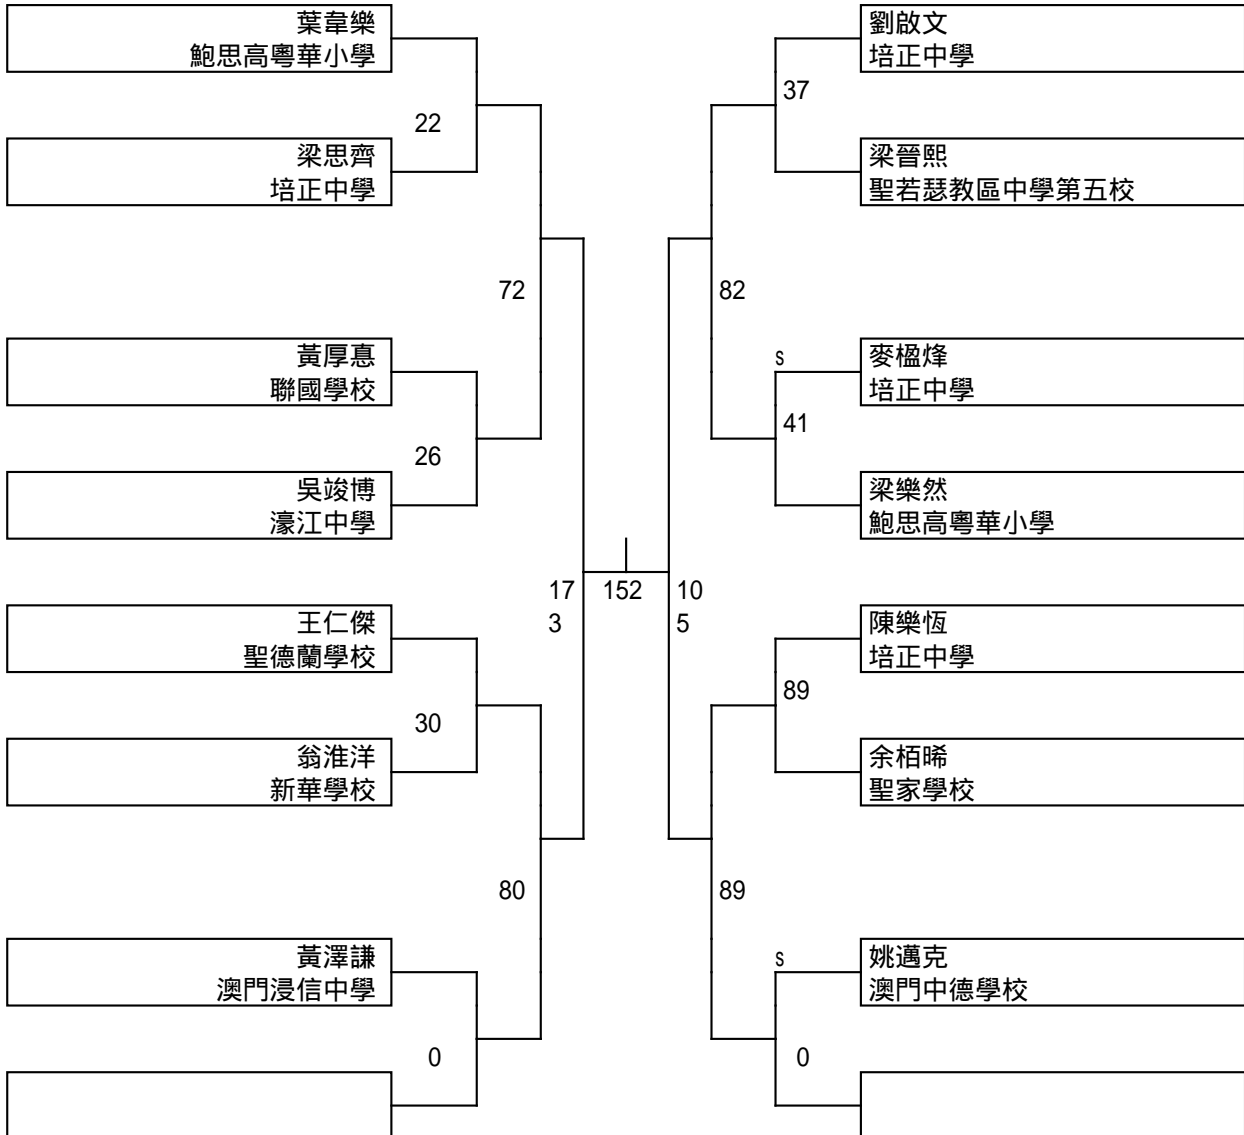 葉韋樂
鮑思高粵華小學
22
梁思齊
培正中學
72
黃厚惪
聯國學校
26
吳竣博
濠江中學
17
3
152
王仁傑
聖德蘭學校
30
翁淮洋
新華學校
80
黃澤謙
澳門浸信中學
0
劉啟文
培正中學
37
梁晉熙
聖若瑟教區中學第五校
82
s
麥楹烽
培正中學
41
梁樂然
鮑思高粵華小學
10
5
陳樂恆
培正中學
89
余栢晞
聖家學校
89
s
姚邁克
澳門中德學校
0